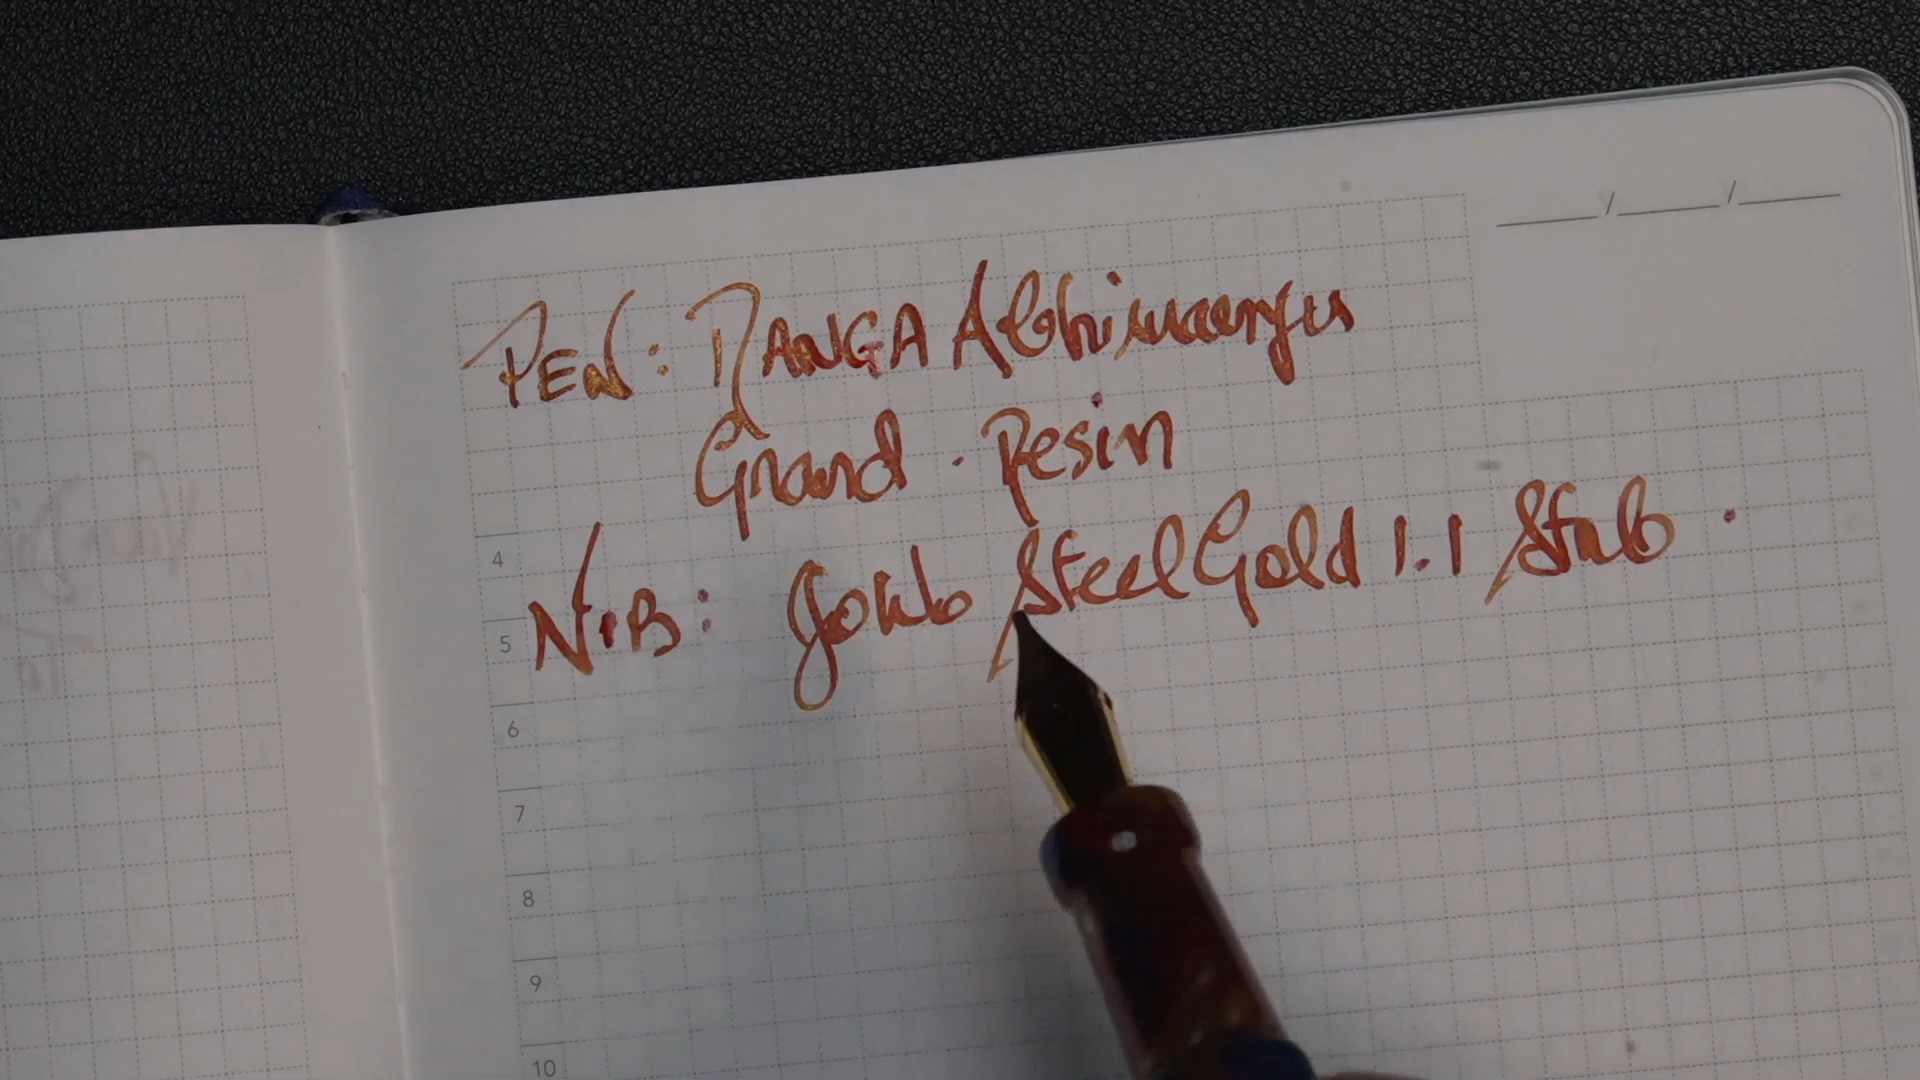 PEN: RANGA Abhimanyu
Grand . Resin
NIB: JoWo Steel Gold 1.1 Stub .
4
5
6
7
8
9
10